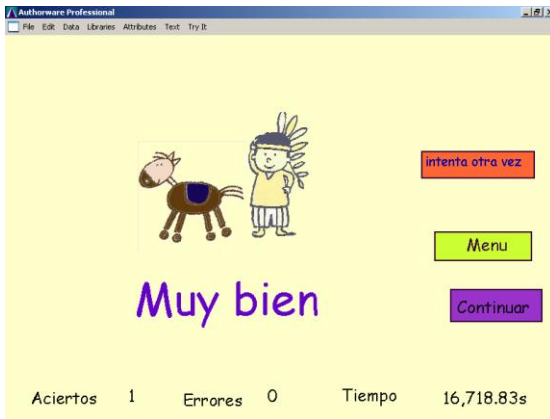 Authorware Professional
File Edit Data Libraries Attributes Text Try It
intenta otra vez
Menu
Muy bien
Continuar
Aciertos 1 Errores 0 Tiempo 16,718.83s